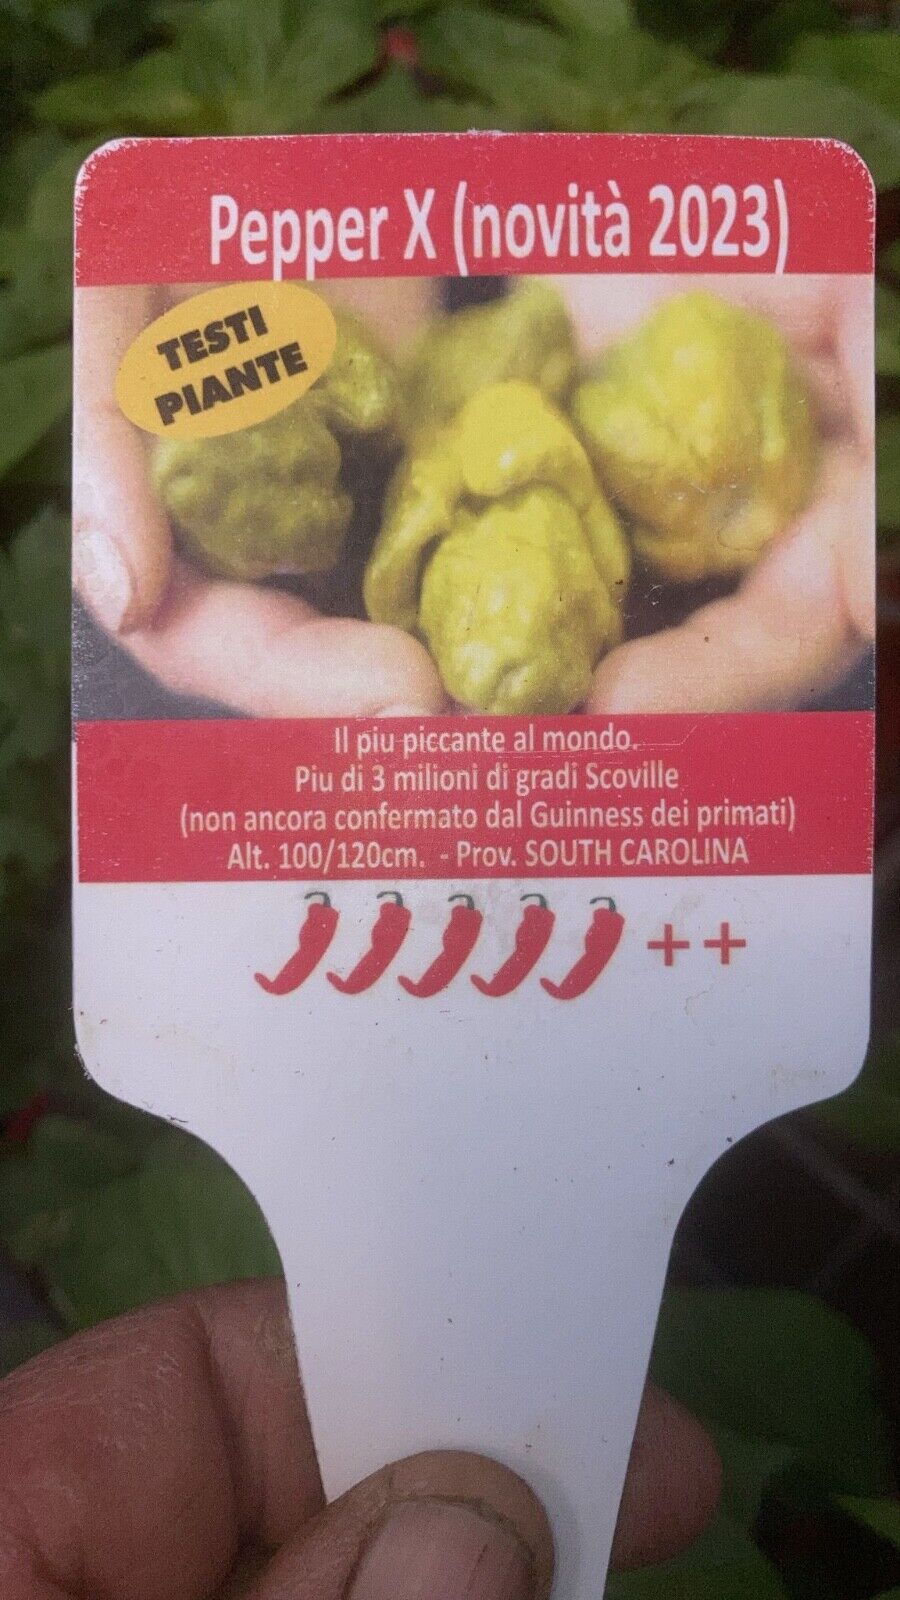 Pepper X (novità 2023)
TESTI
PIANTE
Il piu piccante al mondo.
Piu di 3 milioni di gradi Scoville
(non ancora confermato dal Guinness dei primati)
Alt. 100/120cm. - Prov. SOUTH CAROLINA
++